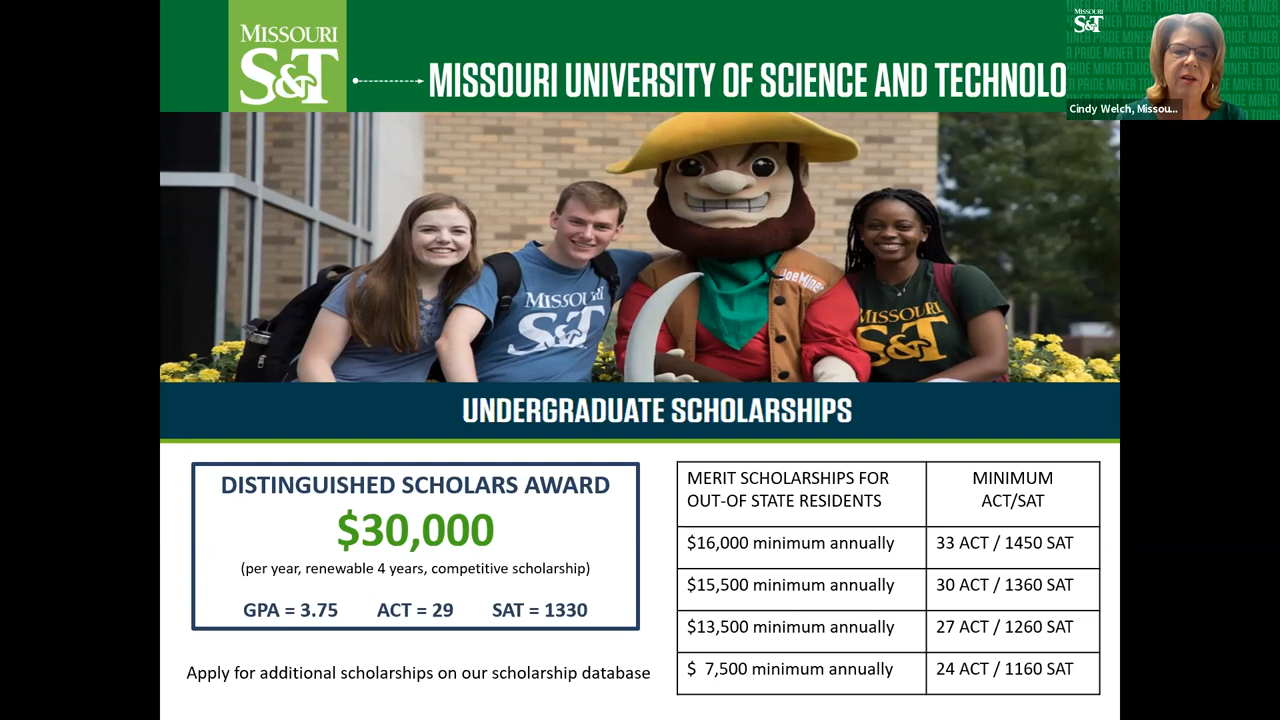 MISSOURI
S&T
MISSOURI UNIVERSITY OF SCIENCE AND TECHNOLO
MISSOURI
S&T
Cindy Welch, Missou...
JoeMine
MISSOURI
S&T
MISSOURI
S&T
UNDERGRADUATE SCHOLARSHIPS
DISTINGUISHED SCHOLARS AWARD
$30,000
(per year, renewable 4 years, competitive scholarship)
GPA = 3.75 ACT = 29 SAT = 1330
Apply for additional scholarships on our scholarship database
MERIT SCHOLARSHIPS FOR
OUT-OF STATE RESIDENTS
MINIMUM
ACT/SAT
$16,000 minimum annually 33 ACT / 1450 SAT
$15,500 minimum annually 30 ACT / 1360 SAT
$13,500 minimum annually 27 ACT / 1260 SAT
$ 7,500 minimum annually 24 ACT / 1160 SAT